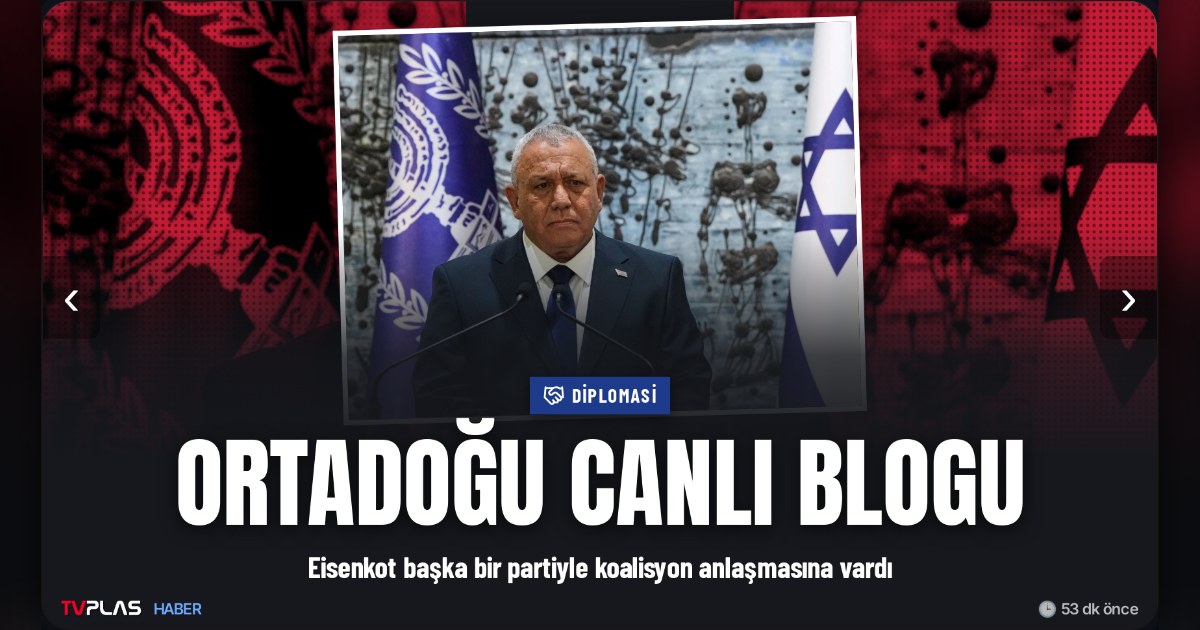 DİPLOMASİ
ORTADOĞU CANLI BLOGU
Eisenkot başka bir partiyle koalisyon anlaşmasına vardı
TVPLAS HABER
53 dk önce